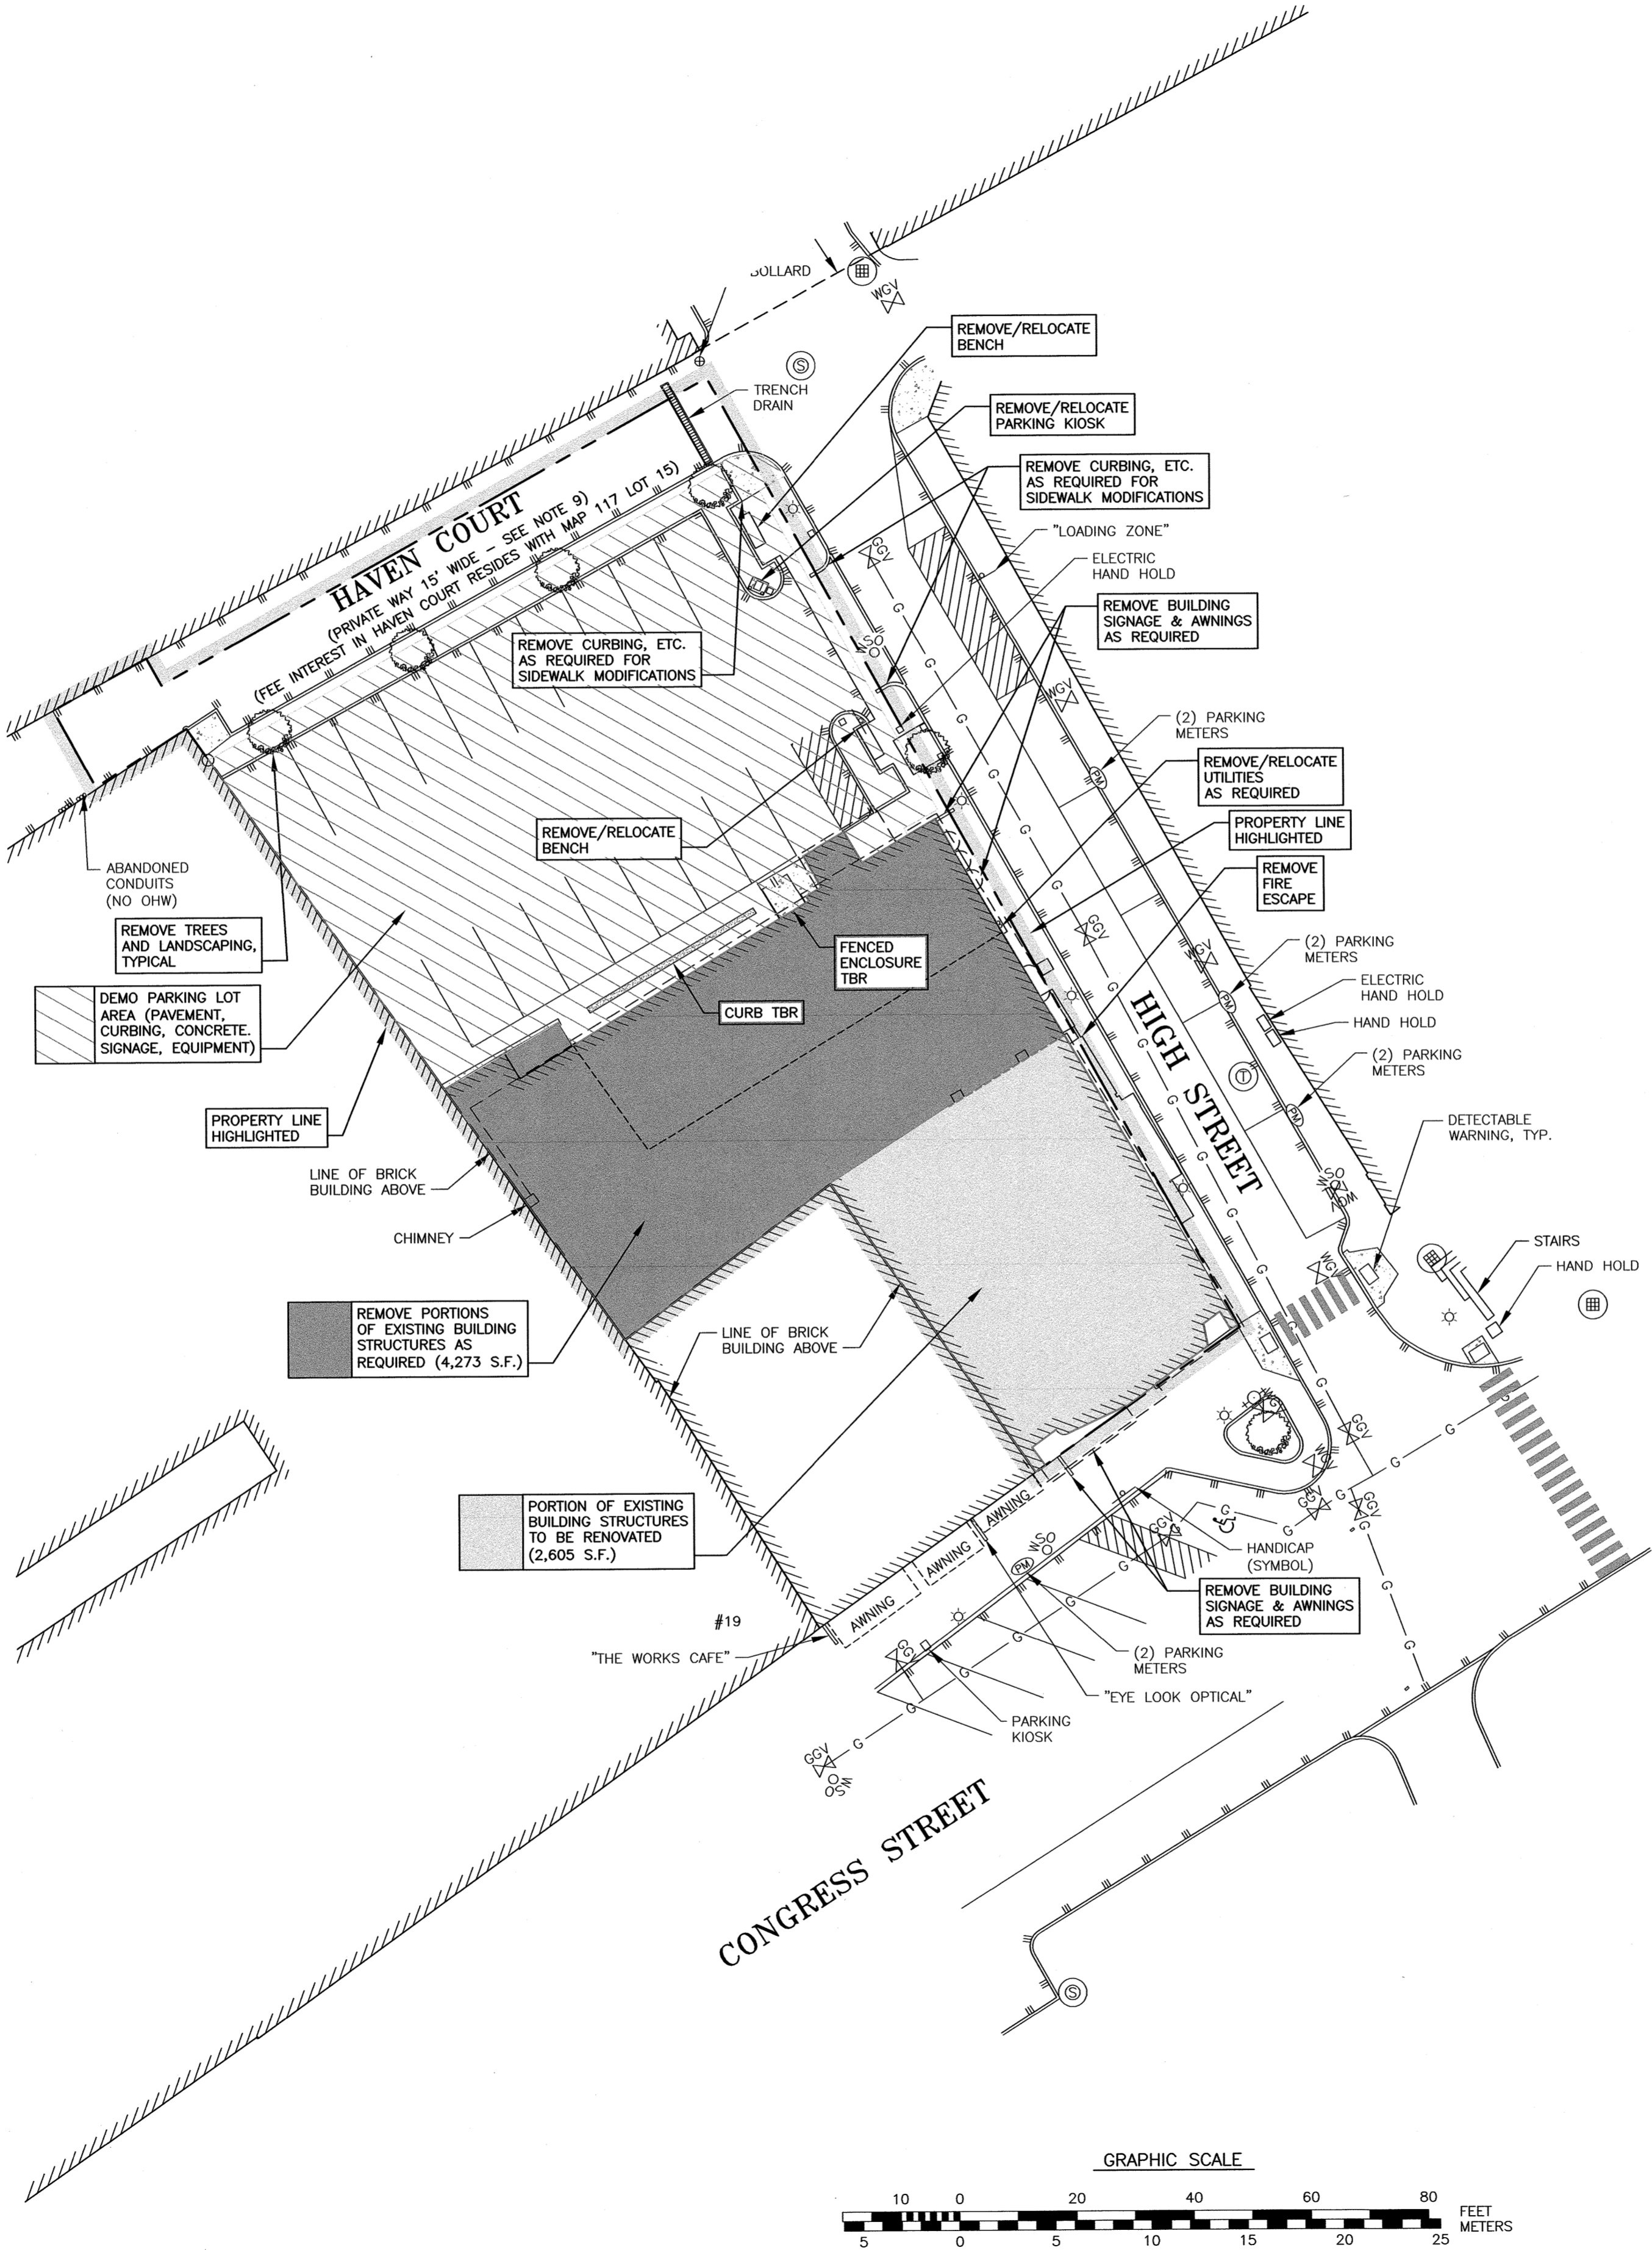 BOLLARD
WGV
REMOVE/RELOCATE
BENCH
S
TRENCH
DRAIN
REMOVE/RELOCATE
PARKING KIOSK
REMOVE CURBING, ETC.
AS REQUIRED FOR
SIDEWALK MODIFICATIONS
HAVEN COURT
(PRIVATE WAY 15' WIDE – SEE NOTE 9)
(FEE INTEREST IN HAVEN COURT RESIDES WITH MAP 117 LOT 15)
"LOADING ZONE"
GGV
G
ELECTRIC
HAND HOLD
REMOVE BUILDING
SIGNAGE & AWNINGS
AS REQUIRED
REMOVE CURBING, ETC.
AS REQUIRED FOR
SIDEWALK MODIFICATIONS
WSO
G
WGV
G
(2) PARKING
METERS
PM
G
REMOVE/RELOCATE
UTILITIES
AS REQUIRED
REMOVE/RELOCATE
BENCH
G
PROPERTY LINE
HIGHLIGHTED
ABANDONED
CONDUITS
(NO OHW)
REMOVE
FIRE
ESCAPE
G
GGV
REMOVE TREES
AND LANDSCAPING,
TYPICAL
FENCED
ENCLOSURE
TBR
WGV
(2) PARKING
METERS
G
PM
ELECTRIC
HAND HOLD
DEMO PARKING LOT
AREA (PAVEMENT,
CURBING, CONCRETE.
SIGNAGE, EQUIPMENT)
CURB TBR
HAND HOLD
HIGH STREET
G
(2) PARKING
METERS
T
G
PM
PROPERTY LINE
HIGHLIGHTED
DETECTABLE
WARNING, TYP.
G
LINE OF BRICK
BUILDING ABOVE
WSO
WGV
G
CHIMNEY
STAIRS
G
WGV
HAND HOLD
REMOVE PORTIONS
OF EXISTING BUILDING
STRUCTURES AS
REQUIRED (4,273 S.F.)
LINE OF BRICK
BUILDING ABOVE
G
G
G
WGV
GGV
WGV
G
PORTION OF EXISTING
BUILDING STRUCTURES
TO BE RENOVATED
(2,605 S.F.)
AWNING
G
GGV
G
GGV
G
GGV
G
WSO
HANDICAP
(SYMBOL)
AWNING
PM
G
G
REMOVE BUILDING
SIGNAGE & AWNINGS
AS REQUIRED
AWNING
#19
G
G
"THE WORKS CAFE"
(2) PARKING
METERS
GGV
G
"EYE LOOK OPTICAL"
G
PARKING
KIOSK
G
GGV
WSO
CONGRESS STREET
S
GRAPHIC SCALE
10 0 20 40 60 80
FEET
METERS
5 0 5 10 15 20 25